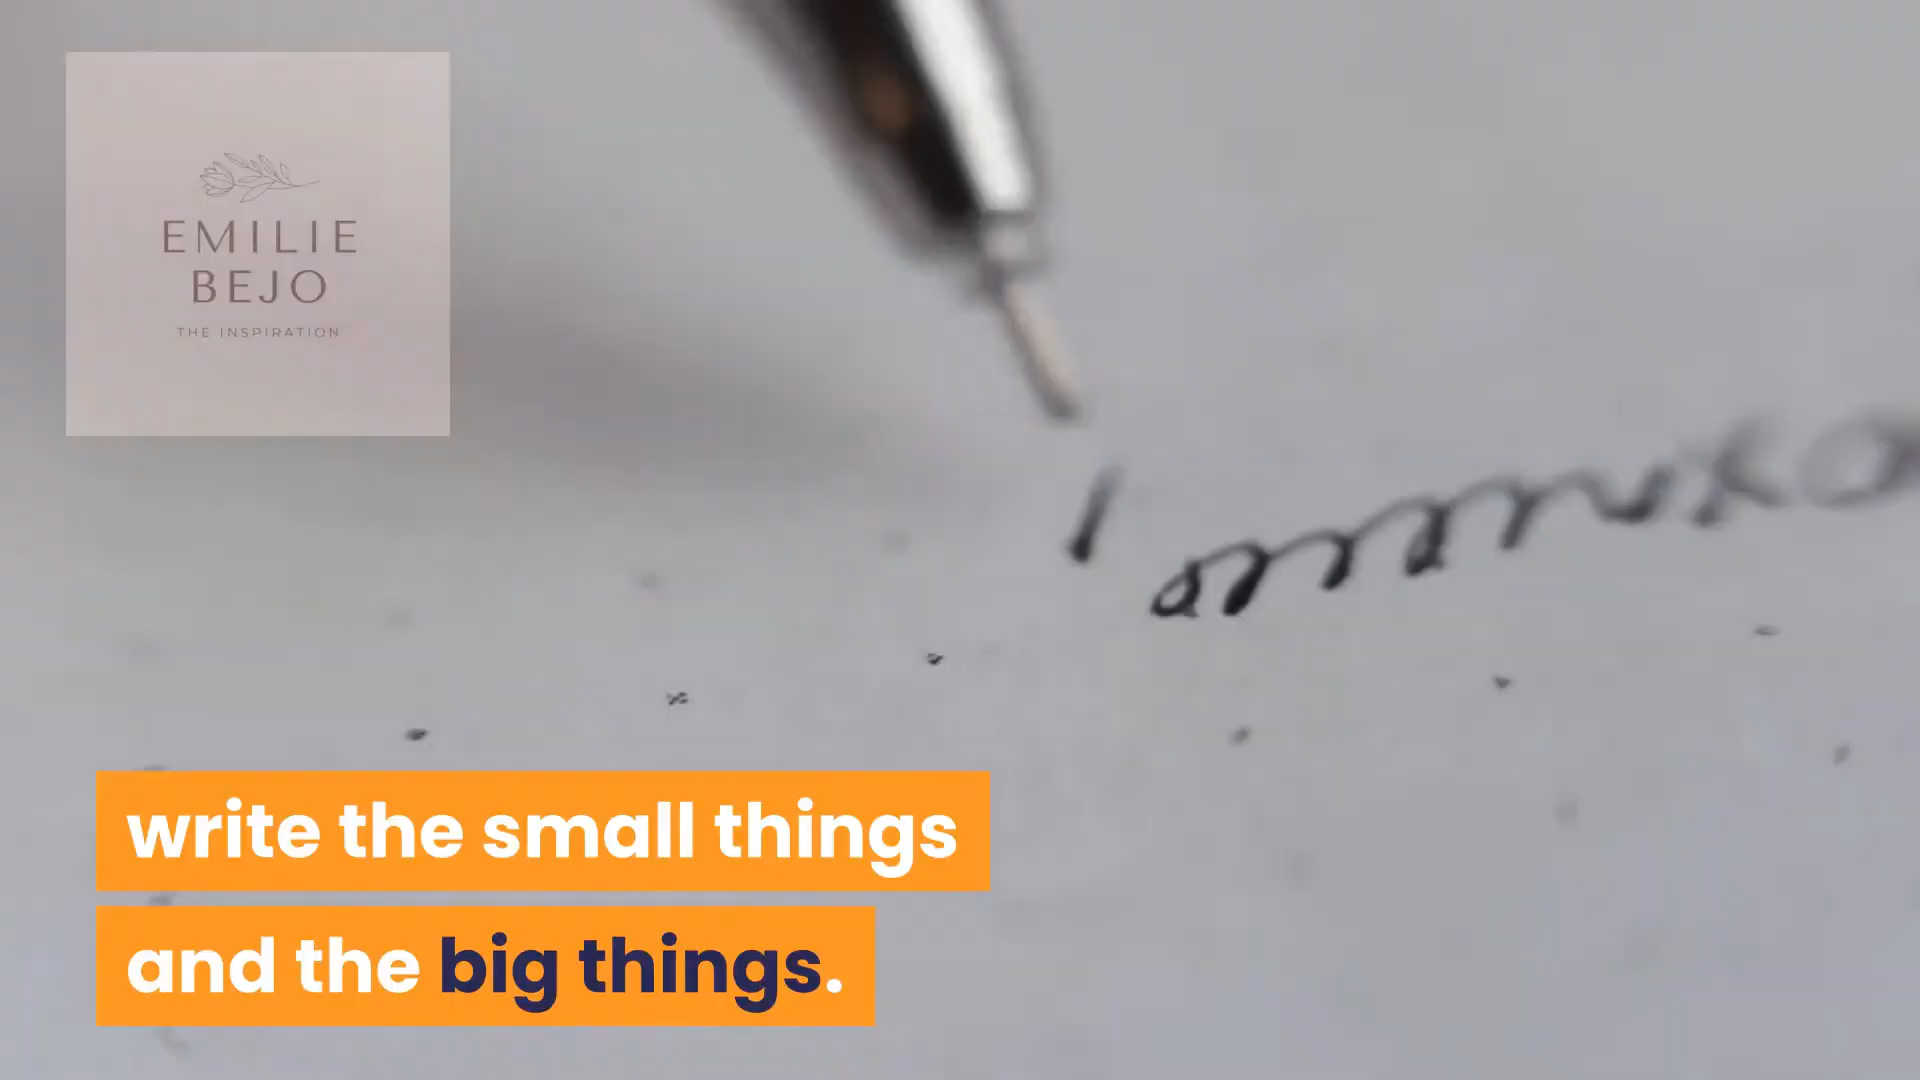 EMILIE
BEJO
THE INSPIRATION
write the small things
and the big things.